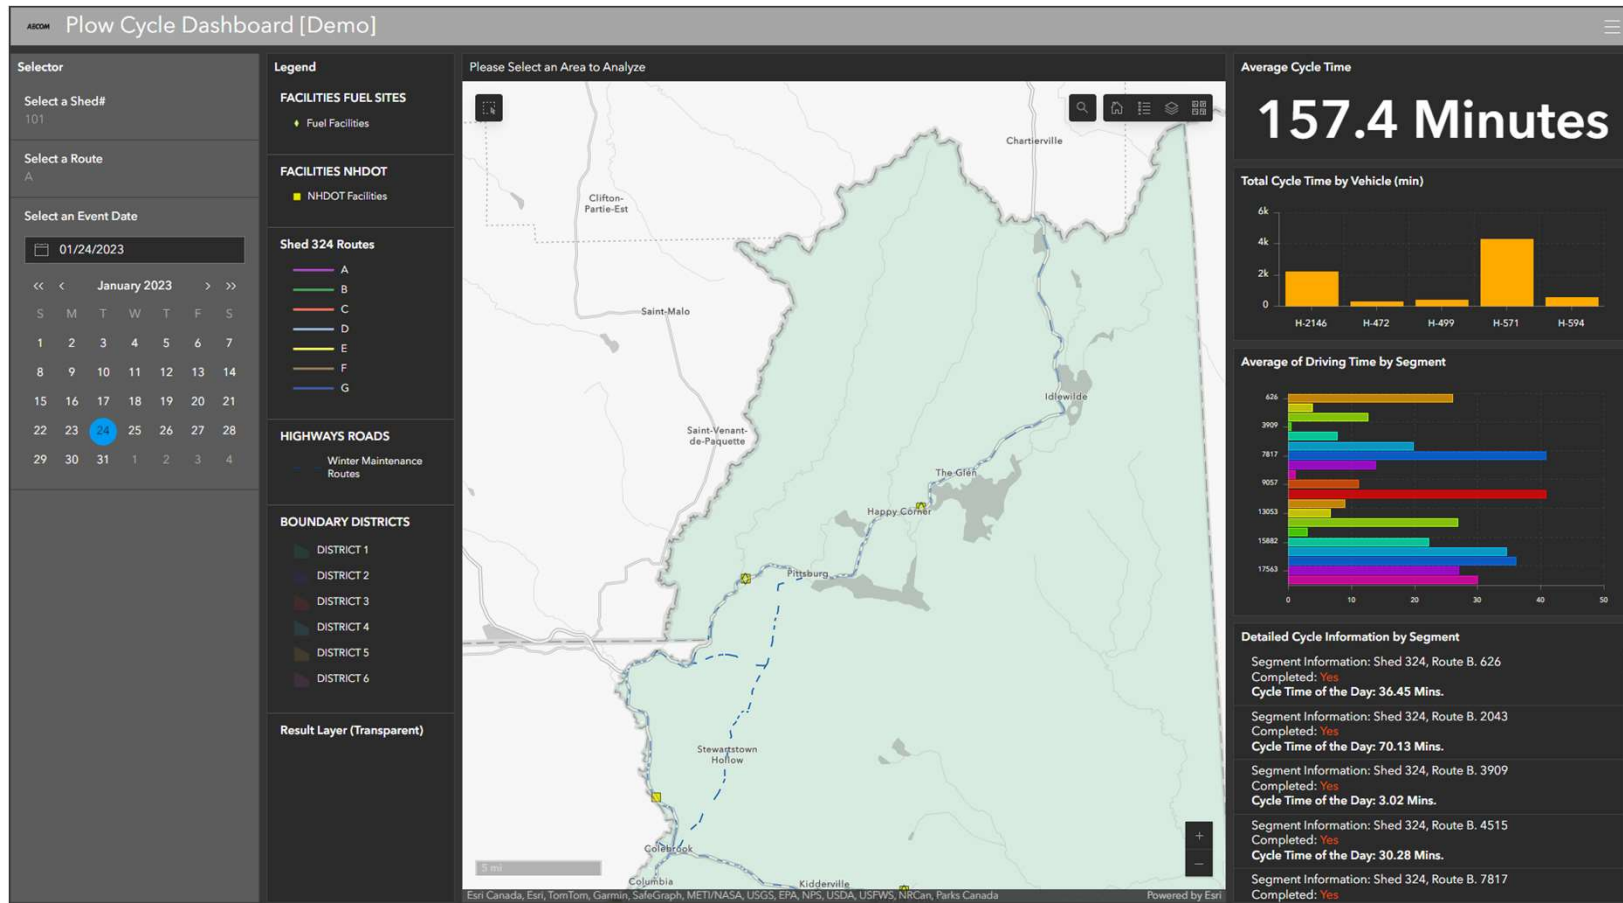 AECOM Plow Cycle Dashboard [Demo]
Selector
Select a Shed#
101
Select a Route
A
Select an Event Date
01/24/2023
<< < January 2023 > >>
S M T W T F S
1 2 3 4 5 6 7
8 9 10 11 12 13 14
15 16 17 18 19 20 21
22 23 24 25 26 27 28
29 30 31 1 2 3 4
Legend
FACILITIES FUEL SITES
Fuel Facilities
FACILITIES NHDOT
NHDOT Facilities
Shed 324 Routes
A
B
C
D
E
F
G
HIGHWAYS ROADS
Winter Maintenance
Routes
BOUNDARY DISTRICTS
DISTRICT 1
DISTRICT 2
DISTRICT 3
DISTRICT 4
DISTRICT 5
DISTRICT 6
Result Layer (Transparent)
Please Select an Area to Analyze
Chartierville
Clifton-
Partie-Est
Saint-Malo
Idlewilde
Saint-Venant-
de-Paquette
The Glen
Happy Corner
Pittsburg
Stewartstown
Hollow
Colebrook
Columbia
Kidderville
5 mi
+
−
Esri Canada, Esri, TomTom, Garmin, SafeGraph, METI/NASA, USGS, EPA, NPS, USDA, USFWS, NRCan, Parks Canada
Powered by Esri
Average Cycle Time
157.4 Minutes
Total Cycle Time by Vehicle (min)
6k
4k
2k
0
H-2146 H-472 H-499 H-571 H-594
Average of Driving Time by Segment
626
3909
7817
9057
13053
15882
17563
0 10 20 30 40 50
Detailed Cycle Information by Segment
Segment Information: Shed 324, Route B. 626
Completed: Yes
Cycle Time of the Day: 36.45 Mins.
Segment Information: Shed 324, Route B. 2043
Completed: Yes
Cycle Time of the Day: 70.13 Mins.
Segment Information: Shed 324, Route B. 3909
Completed: Yes
Cycle Time of the Day: 3.02 Mins.
Segment Information: Shed 324, Route B. 4515
Completed: Yes
Cycle Time of the Day: 30.28 Mins.
Segment Information: Shed 324, Route B. 7817
Completed: Yes